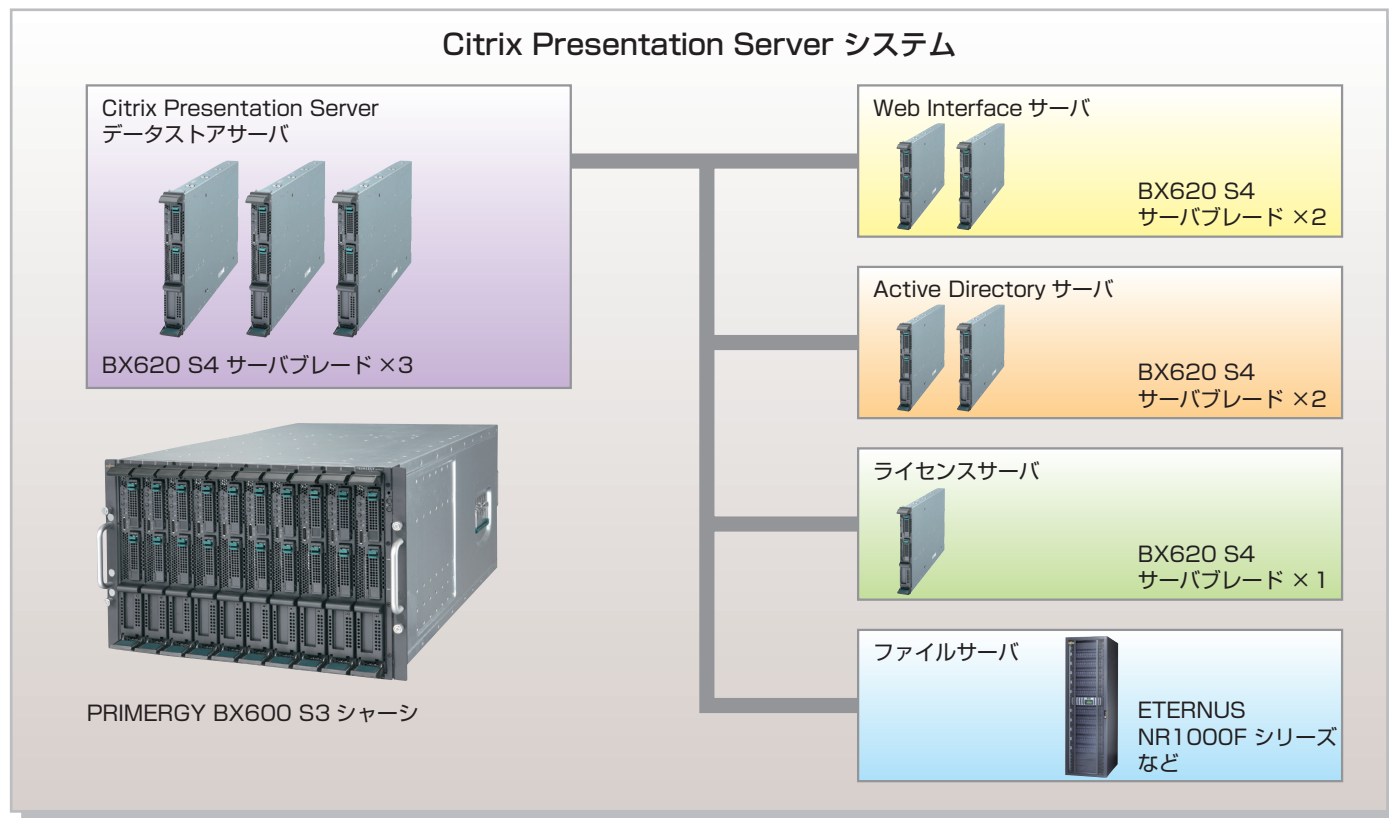 Citrix Presentation Server システム
Citrix Presentation Server
データストアサーバ
BX620 S4 サーバブレード ×3
PRIMERGY BX600 S3 シャーシ
Web Interface サーバ
BX620 S4
サーバブレード ×2
Active Directory サーバ
BX620 S4
サーバブレード ×2
ライセンスサーバ
BX620 S4
サーバブレード ×1
ファイルサーバ
ETERNUS
NR1000F シリーズ
など